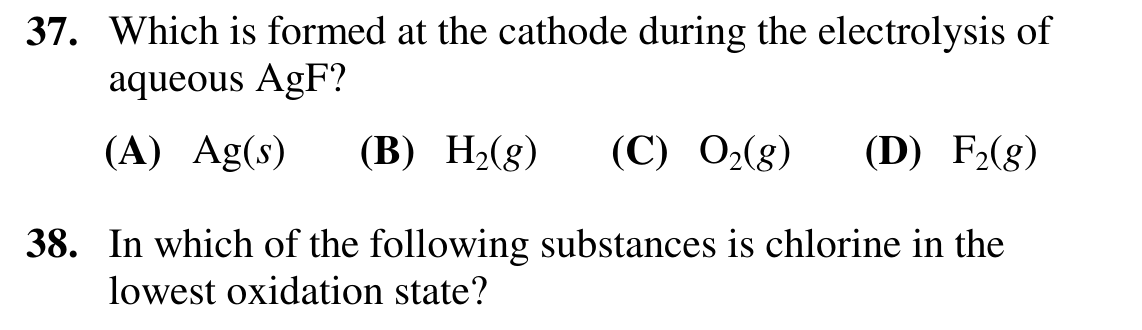 37. Which is formed at the cathode during the electrolysis of
aqueous AgF?
(A) Ag(s) (B) H₂(g) (C) O₂(g) (D) F₂(g)
38. In which of the following substances is chlorine in the
lowest oxidation state?